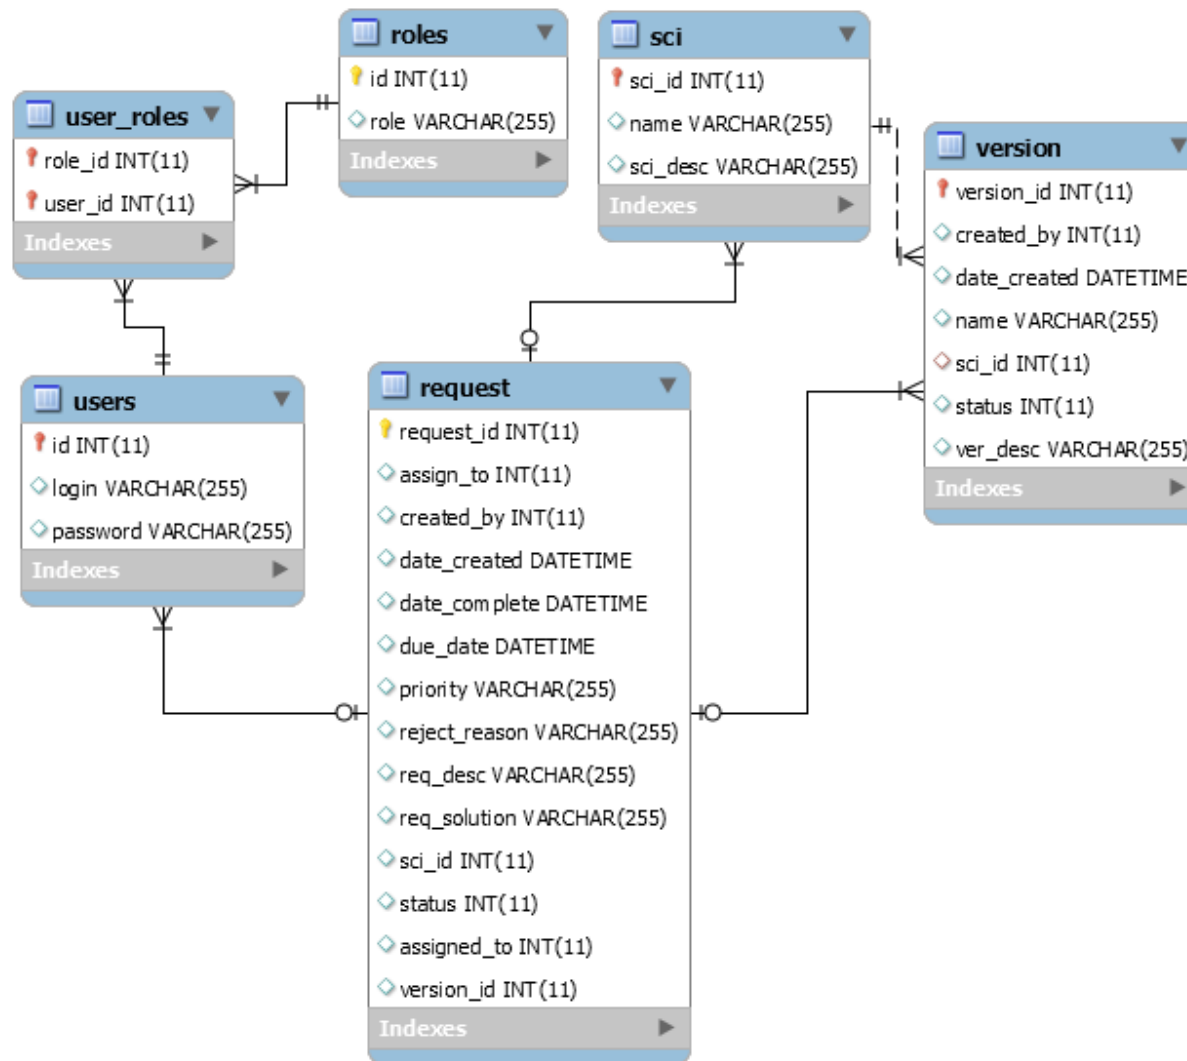 roles
id INT(11)
role VARCHAR(255)
Indexes
sci
sci_id INT(11)
name VARCHAR(255)
sci_desc VARCHAR(255)
Indexes
user_roles
role_id INT(11)
user_id INT(11)
Indexes
version
version_id INT(11)
created_by INT(11)
date_created DATETIME
name VARCHAR(255)
sci_id INT(11)
status INT(11)
ver_desc VARCHAR(255)
Indexes
users
id INT(11)
login VARCHAR(255)
password VARCHAR(255)
Indexes
request
request_id INT(11)
assign_to INT(11)
created_by INT(11)
date_created DATETIME
date_complete DATETIME
due_date DATETIME
priority VARCHAR(255)
reject_reason VARCHAR(255)
req_desc VARCHAR(255)
req_solution VARCHAR(255)
sci_id INT(11)
status INT(11)
assigned_to INT(11)
version_id INT(11)
Indexes